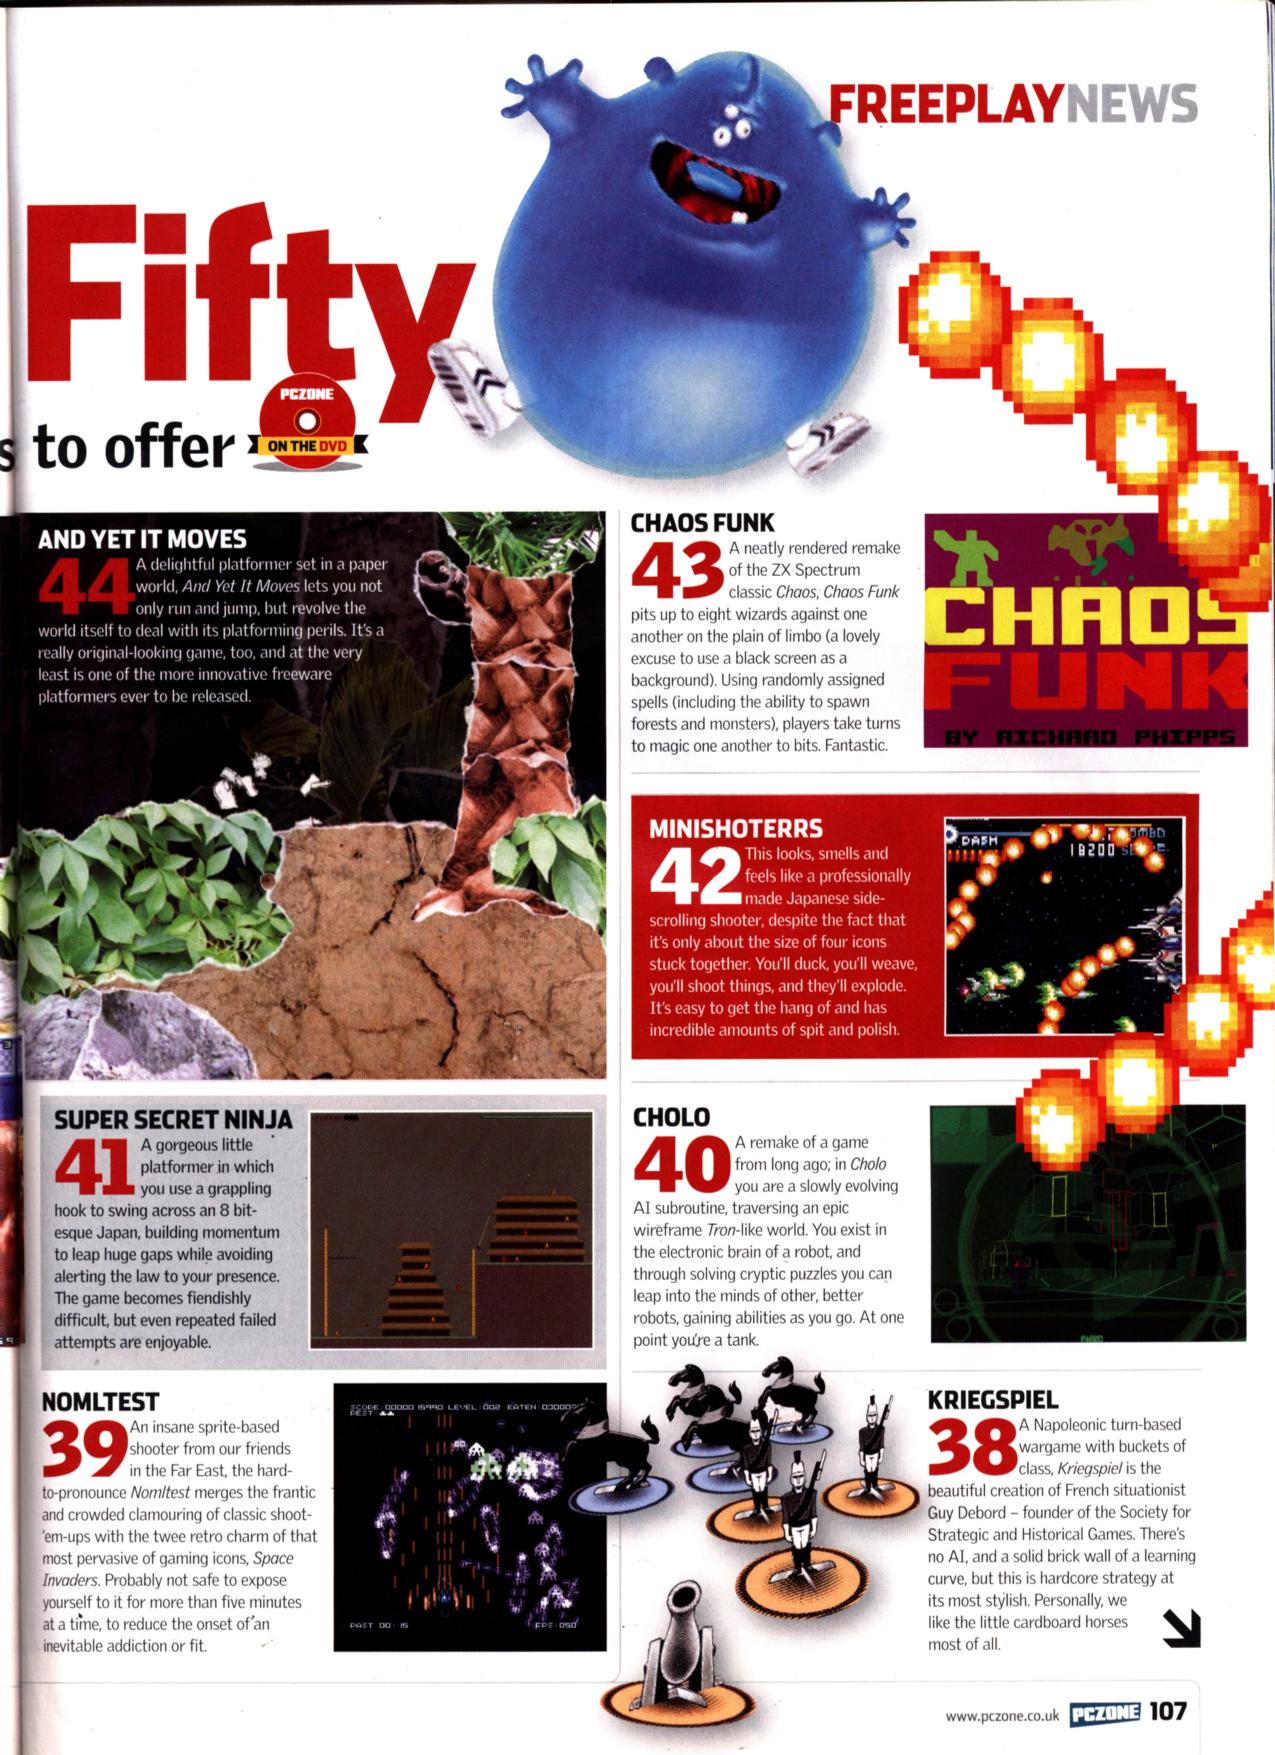 FREEPLAYNEWS
Fifty
s to offer
PCZONE
ON THE DVD
AND YET IT MOVES
44 A delightful platformer set in a paper
world, And Yet It Moves lets you not
only run and jump, but revolve the
world itself to deal with its platforming perils. It's a
really original-looking game, too, and at the very
least is one of the more innovative freeware
platformers ever to be released.
CHAOS FUNK
43 A neatly rendered remake
of the ZX Spectrum
classic Chaos, Chaos Funk
pits up to eight wizards against one
another on the plain of limbo (a lovely
excuse to use a black screen as a
background). Using randomly assigned
spells (including the ability to spawn
forests and monsters), players take turns
to magic one another to bits. Fantastic.
CHAOS
FUNK
BY RICHARD PHIPPS
MINISHOTERRS
42 This looks, smells and
feels like a professionally
made Japanese side-
scrolling shooter, despite the fact that
it's only about the size of four icons
stuck together. You'll duck, you'll weave,
you'll shoot things, and they'll explode.
It's easy to get the hang of and has
incredible amounts of spit and polish.
DASH
18200
SUPER SECRET NINJA
41 A gorgeous little
platformer in which
you use a grappling
hook to swing across an 8 bit-
esque Japan, building momentum
to leap huge gaps while avoiding
alerting the law to your presence.
The game becomes fiendishly
difficult, but even repeated failed
attempts are enjoyable.
CHOLO
40 A remake of a game
from long ago; in Cholo
you are a slowly evolving
AI subroutine, traversing an epic
wireframe Tron-like world. You exist in
the electronic brain of a robot, and
through solving cryptic puzzles you can
leap into the minds of other, better
robots, gaining abilities as you go. At one
point you're a tank.
NOMLTEST
39 An insane sprite-based
shooter from our friends
in the Far East, the hard-
to-pronounce Nomltest merges the frantic
and crowded clamouring of classic shoot-
'em-ups with the twee retro charm of that
most pervasive of gaming icons, Space
Invaders. Probably not safe to expose
yourself to it for more than five minutes
at a time, to reduce the onset of an
inevitable addiction or fit.
SCORE:00000 15990 LEVEL:002 EATEN:
REST:
PAST 00:15 FPS:050
KRIEGSPIEL
38 A Napoleonic turn-based
wargame with buckets of
class, Kriegspiel is the
beautiful creation of French situationist
Guy Debord – founder of the Society for
Strategic and Historical Games. There's
no AI, and a solid brick wall of a learning
curve, but this is hardcore strategy at
its most stylish. Personally, we
like the little cardboard horses
most of all.
www.pczone.co.uk PCZONE 107